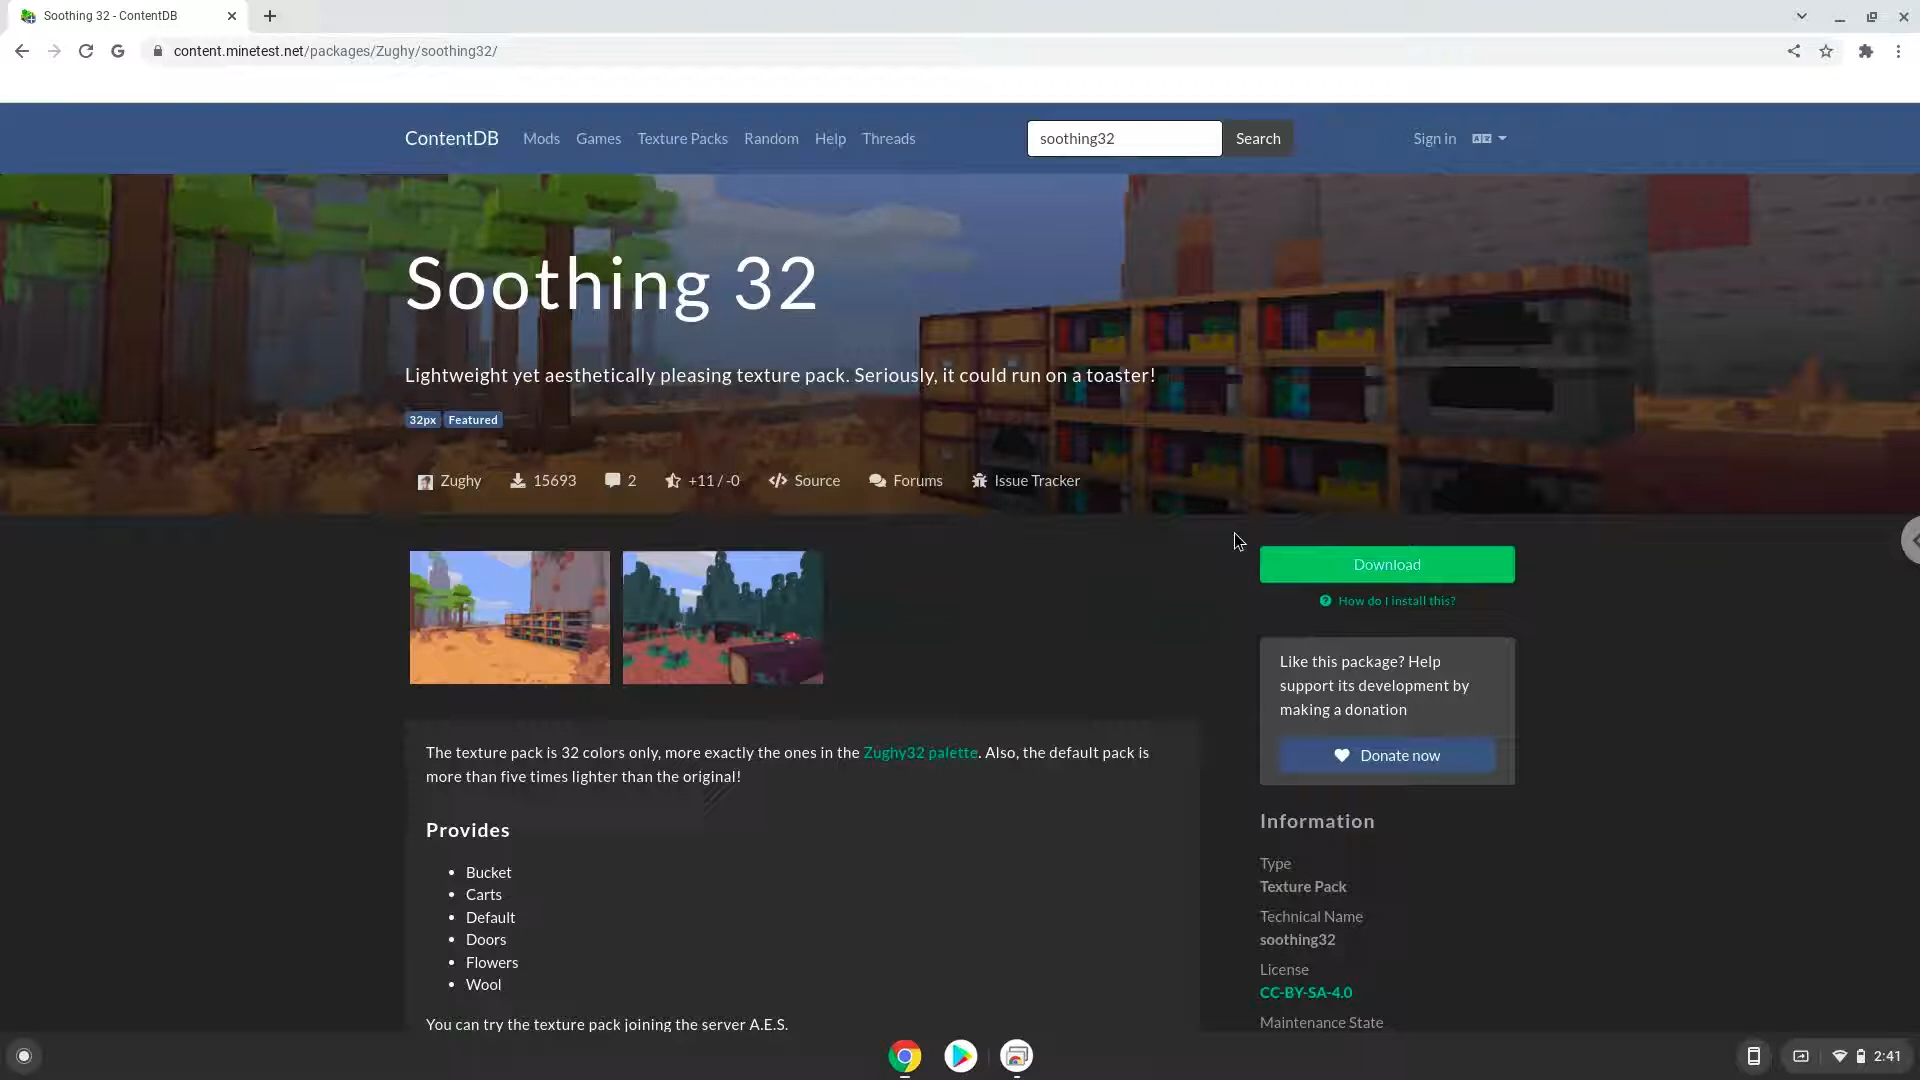 Soothing 32 - ContentDB
content.minetest.net/packages/Zughy/soothing32/
ContentDB Mods Games Texture Packs Random Help Threads soothing32 Search Sign in
Soothing 32
Lightweight yet aesthetically pleasing texture pack. Seriously, it could run on a toaster!
32px Featured
Zughy 15693 2 +11 / -0 Source Forums Issue Tracker
Download
How do I install this?
Like this package? Help
support its development by
making a donation
Donate now
The texture pack is 32 colors only, more exactly the ones in the Zughy32 palette. Also, the default pack is
more than five times lighter than the original!
Provides
• Bucket
• Carts
• Default
• Doors
• Flowers
• Wool
You can try the texture pack joining the server A.E.S.
Information
Type
Texture Pack
Technical Name
soothing32
License
CC-BY-SA-4.0
Maintenance State
2:41